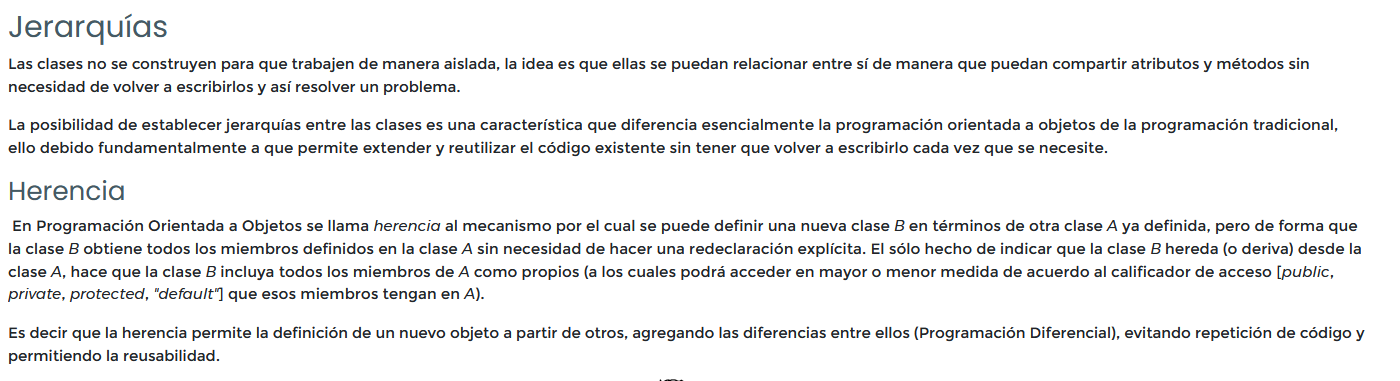 Jerarquías
Las clases no se construyen para que trabajen de manera aislada, la idea es que ellas se puedan relacionar entre sí de manera que puedan compartir atributos y métodos sin
necesidad de volver a escribirlos y así resolver un problema.
La posibilidad de establecer jerarquías entre las clases es una característica que diferencia esencialmente la programación orientada a objetos de la programación tradicional,
ello debido fundamentalmente a que permite extender y reutilizar el código existente sin tener que volver a escribirlo cada vez que se necesite.
Herencia
En Programación Orientada a Objetos se llama herencia al mecanismo por el cual se puede definir una nueva clase B en términos de otra clase A ya definida, pero de forma que
la clase B obtiene todos los miembros definidos en la clase A sin necesidad de hacer una redeclaración explícita. El sólo hecho de indicar que la clase B hereda (o deriva) desde la
clase A, hace que la clase B incluya todos los miembros de A como propios (a los cuales podrá acceder en mayor o menor medida de acuerdo al calificador de acceso [public,
private, protected, "default"] que esos miembros tengan en A).
Es decir que la herencia permite la definición de un nuevo objeto a partir de otros, agregando las diferencias entre ellos (Programación Diferencial), evitando repetición de código y
permitiendo la reusabilidad.